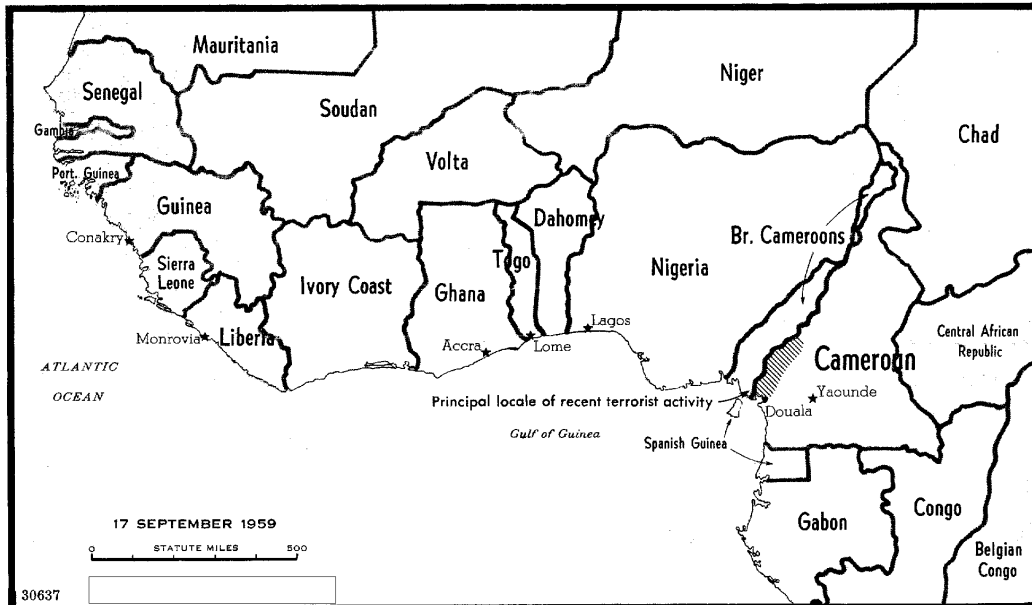 Mauritania
Niger
Senegal
Soudan
Chad
Gambia
Volta
Port. Guinea
Guinea
Dahomey
Conakry
Br. Cameroons
Togo
Nigeria
Sierra
Leone
Ivory Coast
Ghana
Lagos
Liberia
Monrovia
Accra
Lome
Central African
Republic
Cameroun
ATLANTIC
OCEAN
Yaounde
Principal locale of recent terrorist activity
Douala
Gulf of Guinea
Spanish Guinea
Gabon
Congo
17 SEPTEMBER 1959
0 STATUTE MILES 500
Belgian
Congo
30637